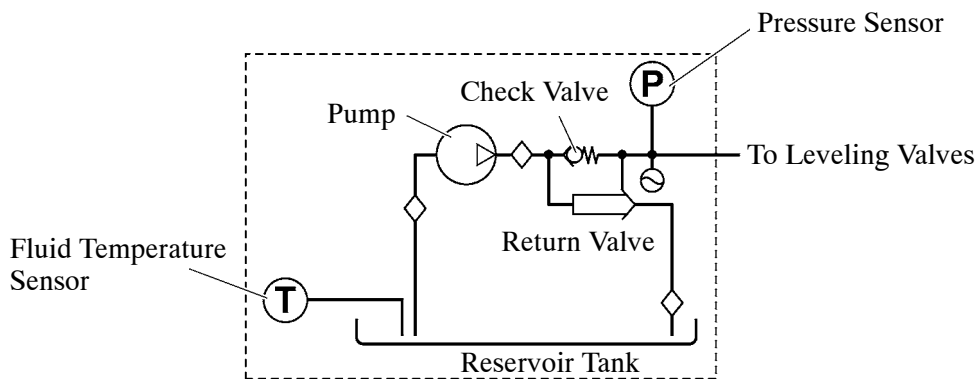 Pressure Sensor
Check Valve
P
Pump
To Leveling Valves
Return Valve
Fluid Temperature
Sensor
T
Reservoir Tank